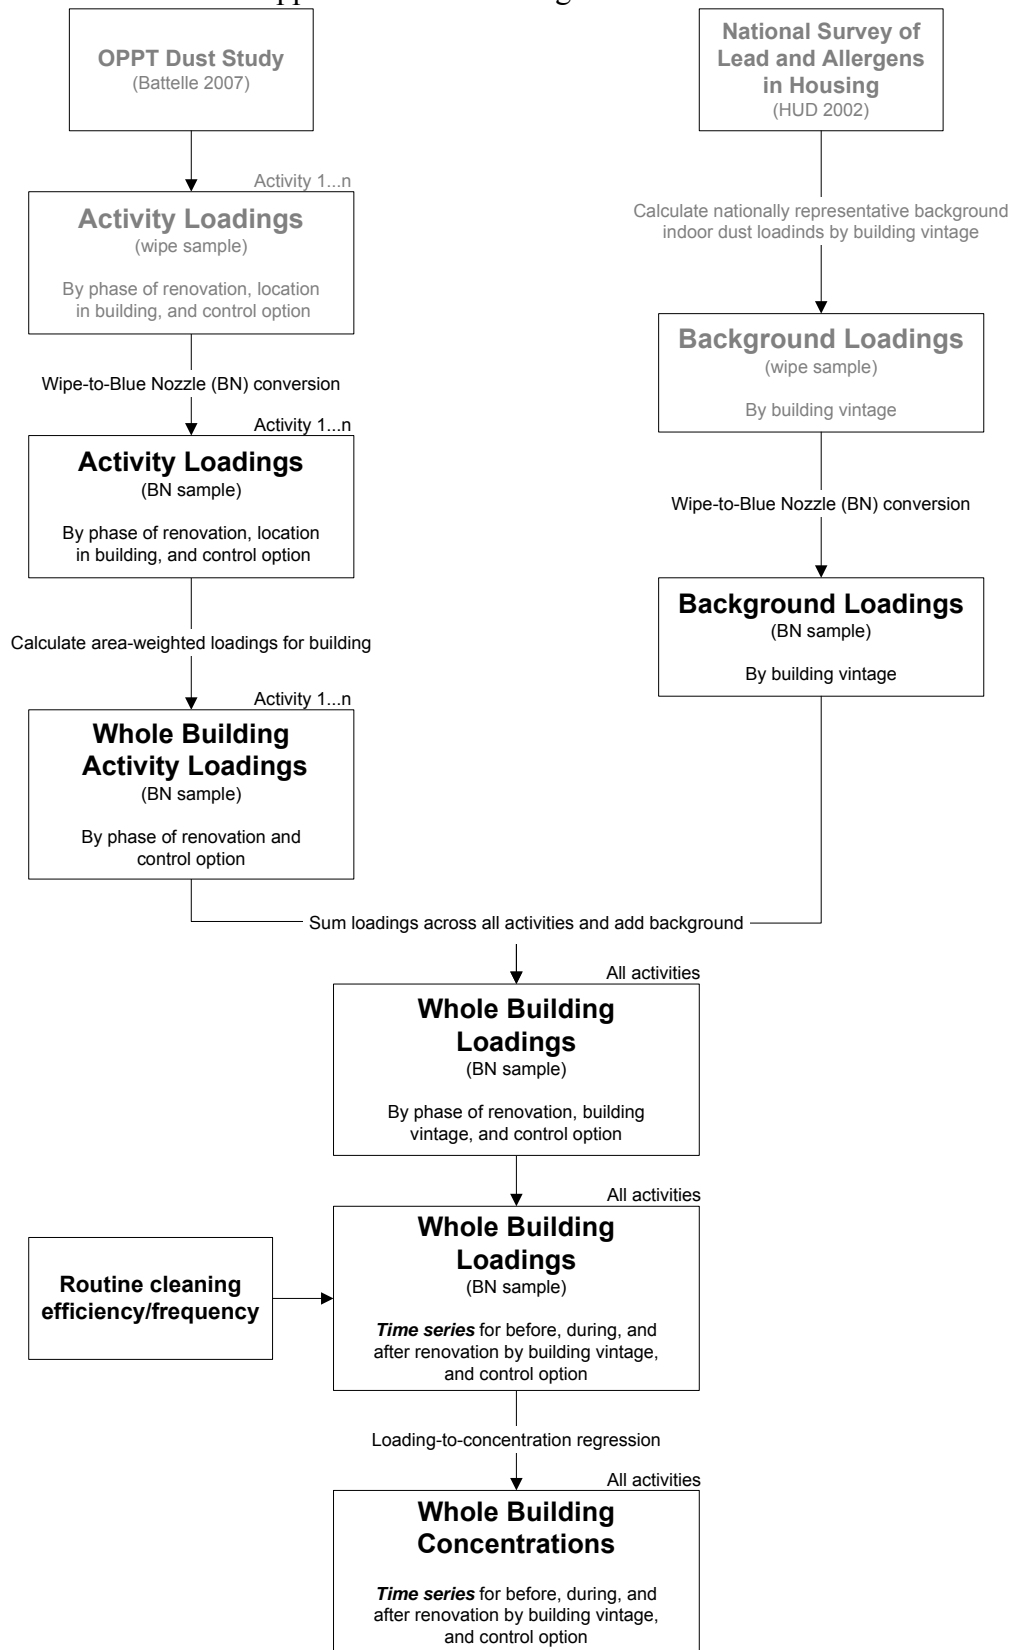 OPPT Dust Study
(Battelle 2007)
National Survey of
Lead and Allergens
in Housing
(HUD 2002)
Activity 1...n
Activity Loadings
(wipe sample)
By phase of renovation, location
in building, and control option
Calculate nationally representative background
indoor dust loadinds by building vintage
Background Loadings
(wipe sample)
By building vintage
Wipe-to-Blue Nozzle (BN) conversion
Activity 1...n
Activity Loadings
(BN sample)
By phase of renovation, location
in building, and control option
Wipe-to-Blue Nozzle (BN) conversion
Background Loadings
(BN sample)
By building vintage
Calculate area-weighted loadings for building
Activity 1...n
Whole Building
Activity Loadings
(BN sample)
By phase of renovation and
control option
Sum loadings across all activities and add background
All activities
Whole Building
Loadings
(BN sample)
By phase of renovation, building
vintage, and control option
All activities
Routine cleaning
efficiency/frequency
Whole Building
Loadings
(BN sample)
Time series for before, during, and
after renovation by building vintage,
and control option
Loading-to-concentration regression
All activities
Whole Building
Concentrations
Time series for before, during, and
after renovation by building vintage,
and control option